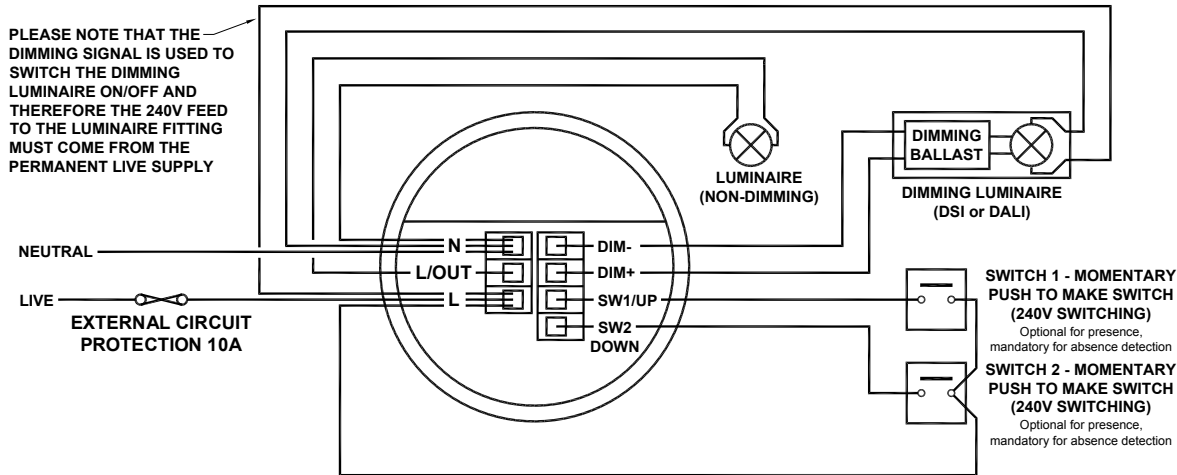 PLEASE NOTE THAT THE
DIMMING SIGNAL IS USED TO
SWITCH THE DIMMING
LUMINAIRE ON/OFF AND
THEREFORE THE 240V FEED
TO THE LUMINAIRE FITTING
MUST COME FROM THE
PERMANENT LIVE SUPPLY
DIMMING
BALLAST
LUMINAIRE
(NON-DIMMING)
DIMMING LUMINAIRE
(DSI or DALI)
NEUTRAL
N
L/OUT
L
LIVE
EXTERNAL CIRCUIT
PROTECTION 10A
DIM-
DIM+
SW1/UP
SW2
DOWN
SWITCH 1 - MOMENTARY
PUSH TO MAKE SWITCH
(240V SWITCHING)
Optional for presence,
mandatory for absence detection
SWITCH 2 - MOMENTARY
PUSH TO MAKE SWITCH
(240V SWITCHING)
Optional for presence,
mandatory for absence detection